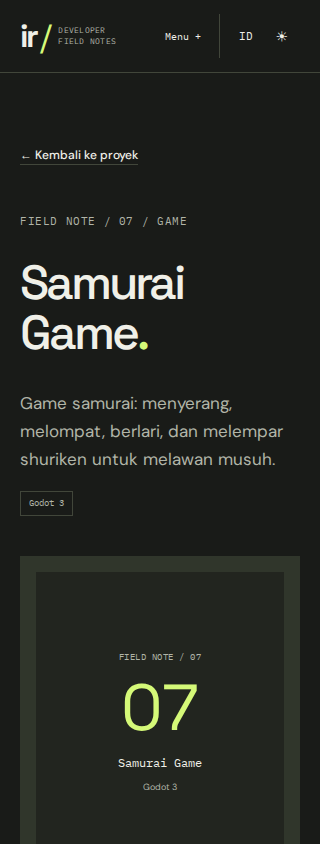 ir/
DEVELOPER
FIELD NOTES
Menu +
ID
← Kembali ke proyek
FIELD NOTE / 07 / GAME
Samurai
Game.
Game samurai: menyerang,
melompat, berlari, dan melempar
shuriken untuk melawan musuh.
Godot 3
FIELD NOTE / 07
07
Samurai Game
Godot 3